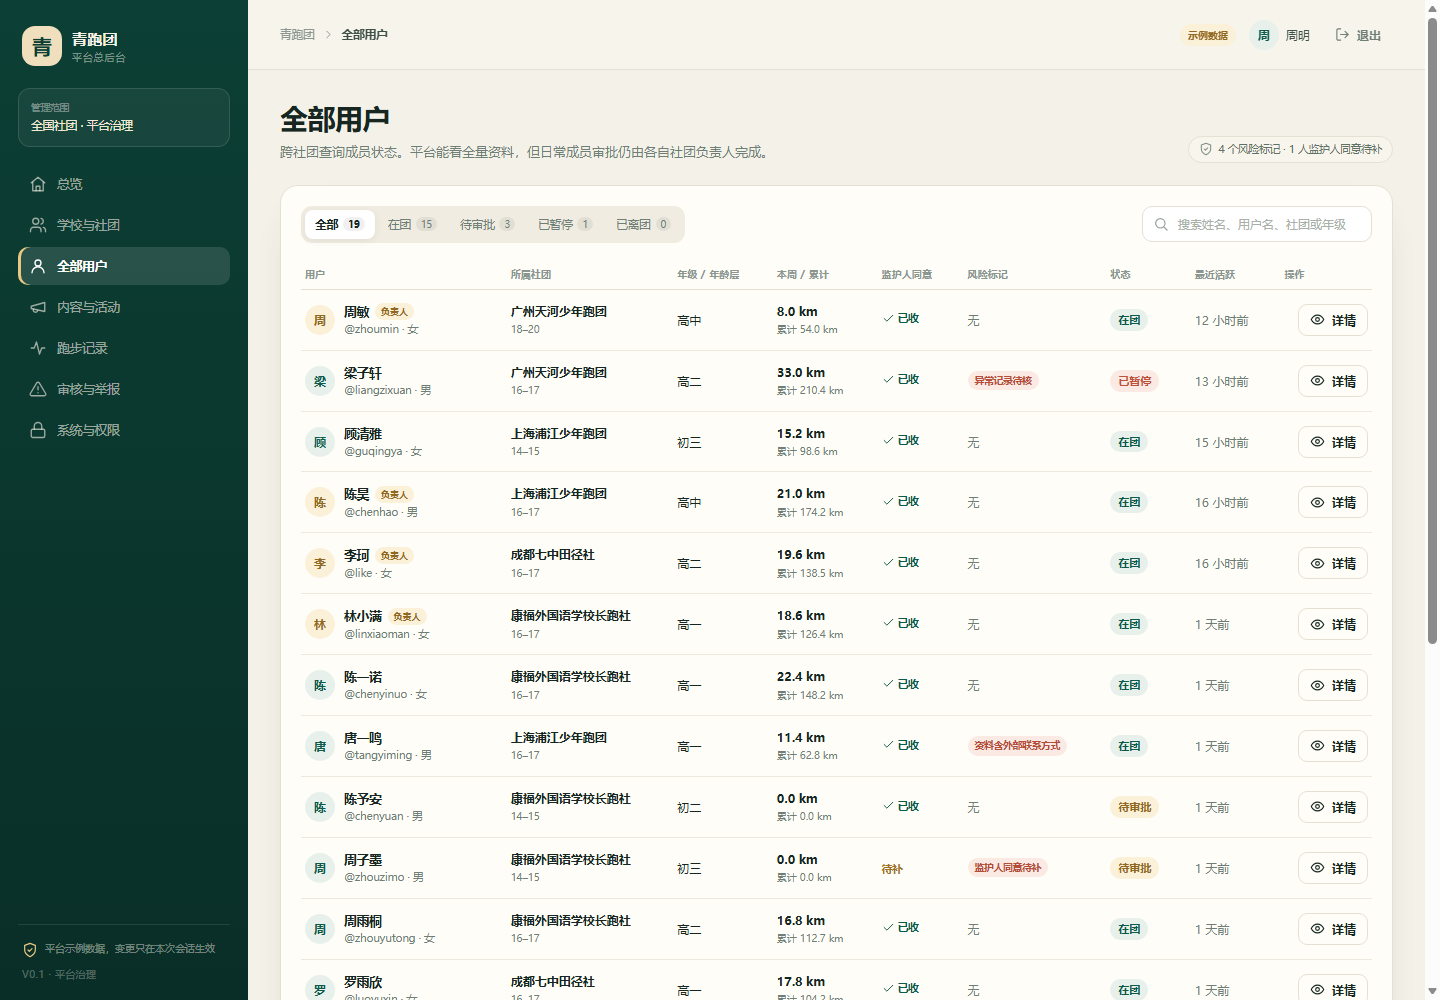 青
青跑团
平台总后台
管理范围
全国社团 · 平台治理
总览
学校与社团
全部用户
内容与活动
跑步记录
审核与举报
系统与权限
平台示例数据，变更只在本次会话生效
V0.1 · 平台治理
青跑团 > 全部用户
示例数据 周 周明 退出
全部用户
跨社团查询成员状态。平台能看全量资料，但日常成员审批仍由各自社团负责人完成。
4 个风险标记 · 1 人监护人同意待补
全部 19 在团 15 待审批 3 已暂停 1 已离团 0
搜索姓名、用户名、社团或年级
用户 所属社团 年级 / 年龄层 本周 / 累计 监护人同意 风险标记 状态 最近活跃 操作
周 周敏 负责人 广州天河少年跑团 高中 8.0 km 已收 无 在团 12 小时前 详情
@zhoumin · 女 18–20 累计 54.0 km
梁 梁子轩 广州天河少年跑团 高二 33.0 km 已收 异常记录待核 已暂停 13 小时前 详情
@liangzixuan · 男 16–17 累计 210.4 km
顾 顾清雅 上海浦江少年跑团 初三 15.2 km 已收 无 在团 15 小时前 详情
@guqingya · 女 14–15 累计 98.6 km
陈 陈昊 负责人 上海浦江少年跑团 高中 21.0 km 已收 无 在团 16 小时前 详情
@chenhao · 男 16–17 累计 174.2 km
李 李珂 负责人 成都七中田径社 高二 19.6 km 已收 无 在团 16 小时前 详情
@like · 女 16–17 累计 138.5 km
林 林小满 负责人 康福外国语学校长跑社 高一 18.6 km 已收 无 在团 1 天前 详情
@linxiaoman · 女 16–17 累计 126.4 km
陈 陈一诺 康福外国语学校长跑社 高一 22.4 km 已收 无 在团 1 天前 详情
@chenyinuo · 女 16–17 累计 148.2 km
唐 唐一鸣 上海浦江少年跑团 高一 11.4 km 已收 资料含外部联系方式 在团 1 天前 详情
@tangyiming · 男 16–17 累计 62.8 km
陈 陈予安 康福外国语学校长跑社 初二 0.0 km 已收 无 待审批 1 天前 详情
@chenyuan · 男 14–15 累计 0.0 km
周 周子墨 康福外国语学校长跑社 初三 0.0 km 待补 监护人同意待补 待审批 1 天前 详情
@zhouzimo · 男 14–15 累计 0.0 km
周 周雨桐 康福外国语学校长跑社 高二 16.8 km 已收 无 在团 1 天前 详情
@zhouyutong · 女 16–17 累计 112.7 km
罗 罗雨欣 成都七中田径社 高一 17.8 km 已收 无 在团 1 天前 详情
@luoyuxin · 女 16–17 累计 104.2 km